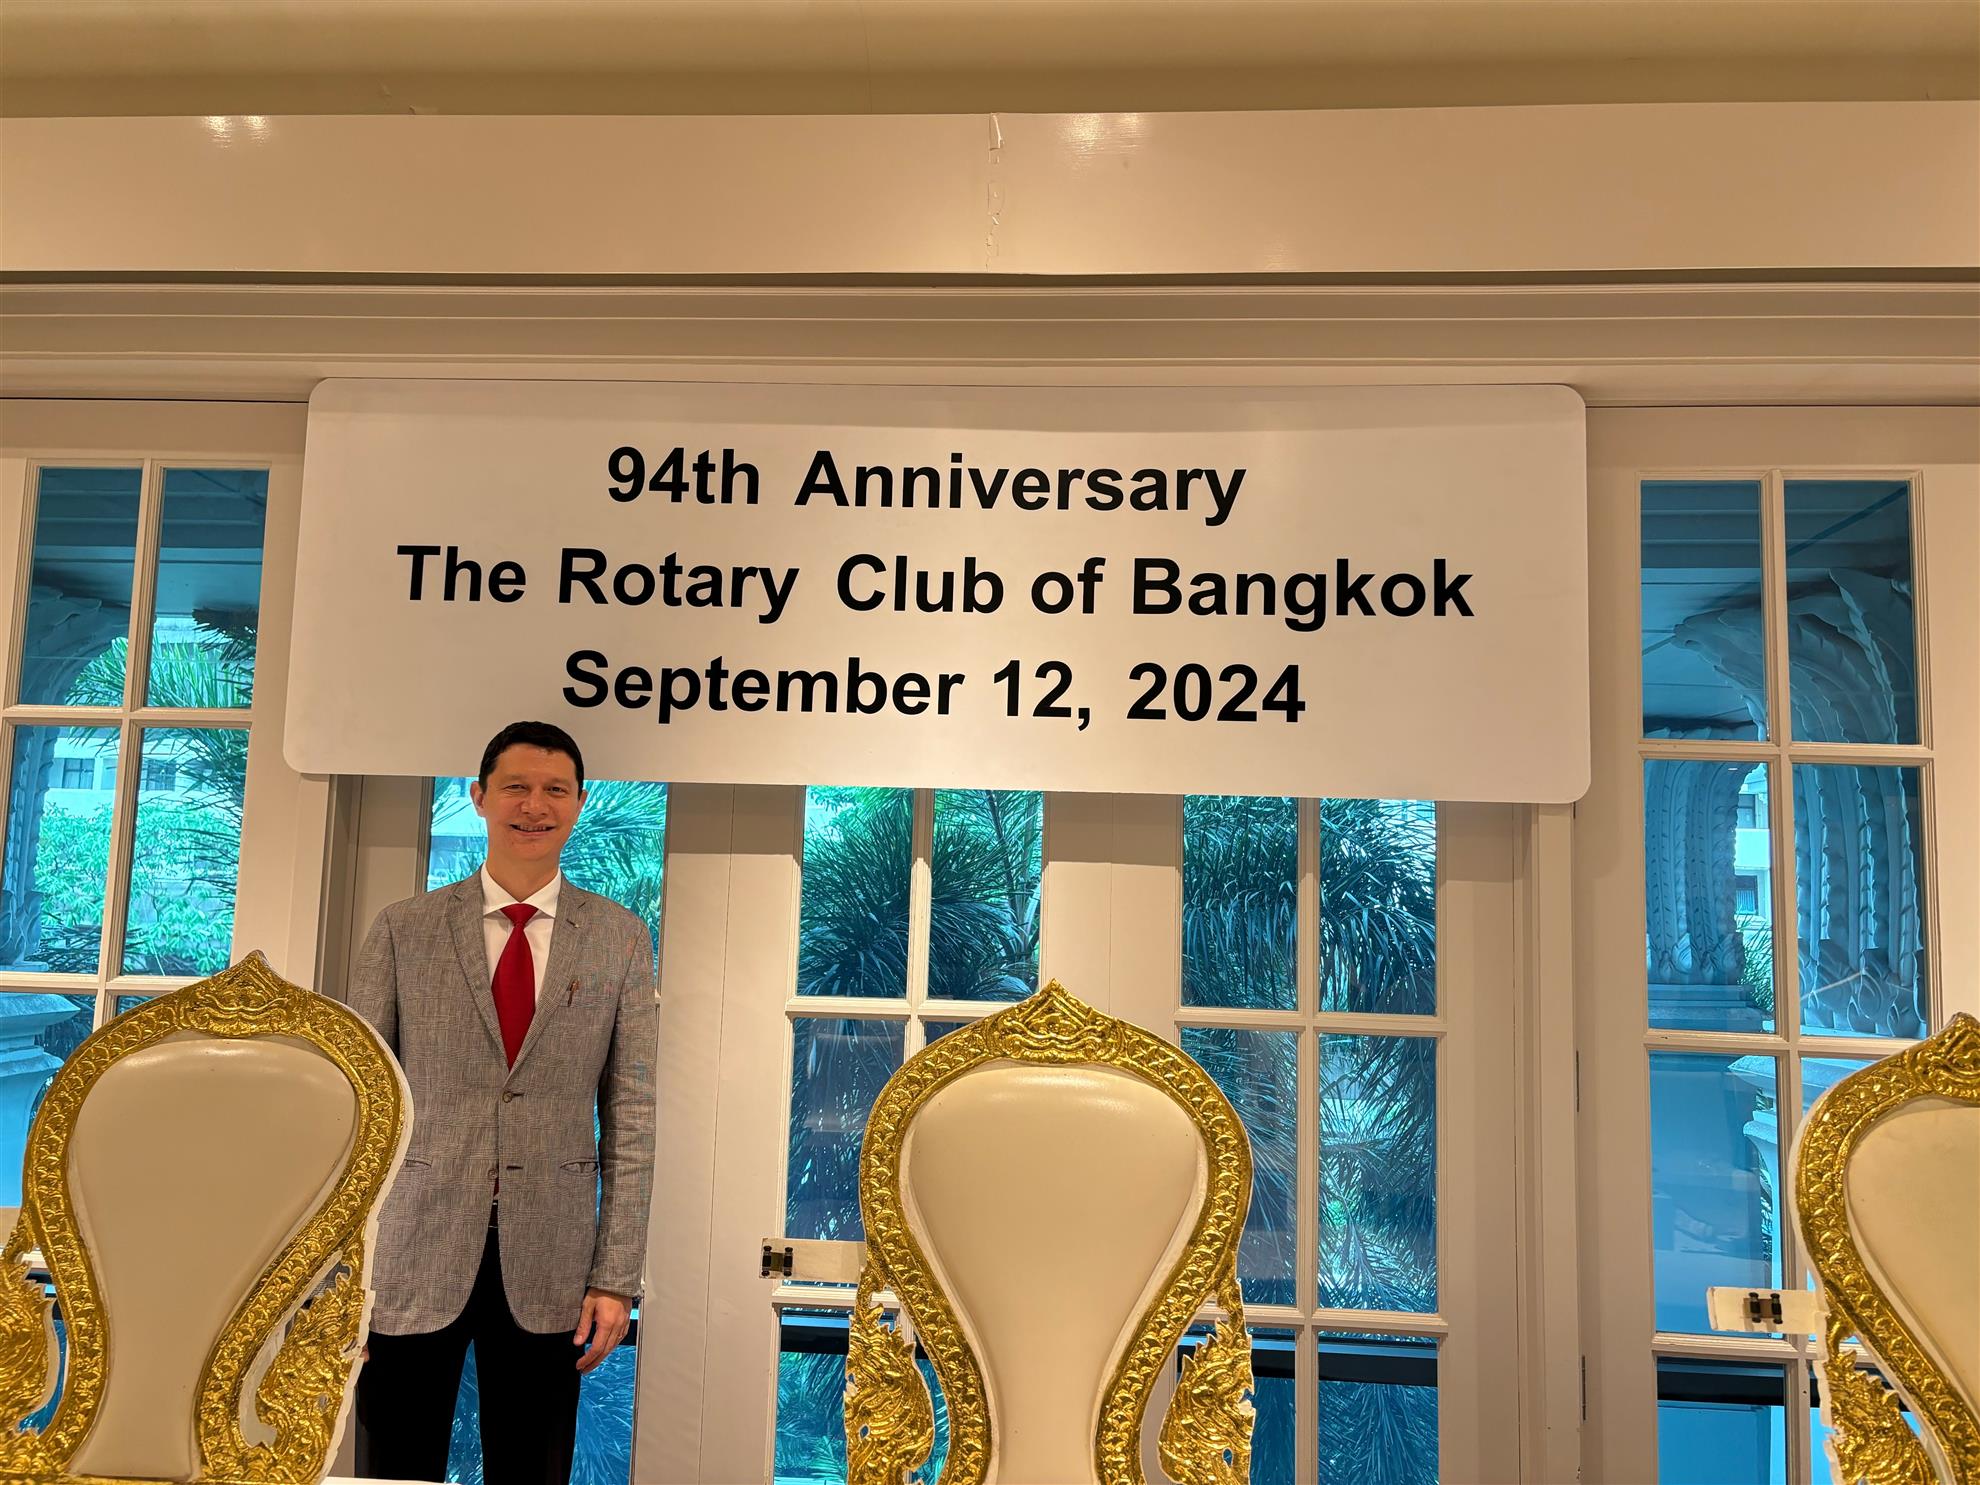 94th Anniversary
The Rotary Club of Bangkok
September 12, 2024